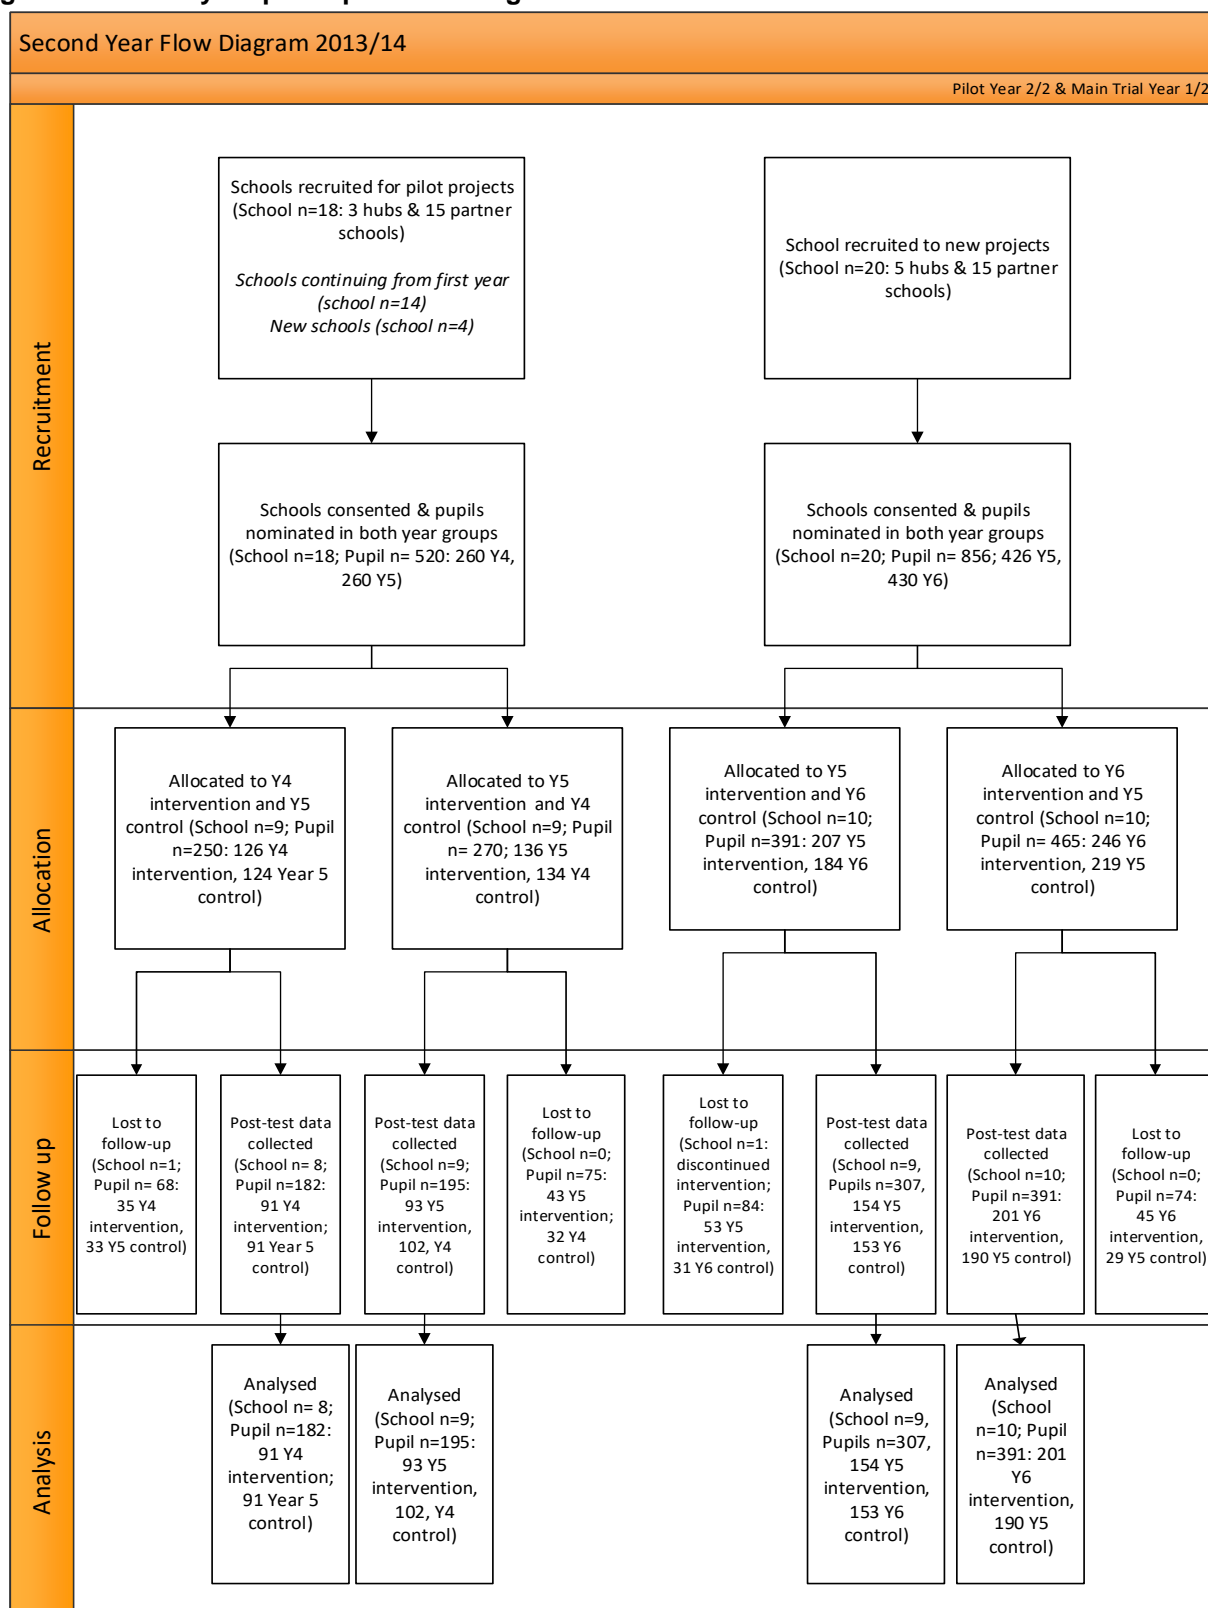 Second Year Flow Diagram 2013/14
Pilot Year 2/2 & Main Trial Year 1/2
Recruitment
Schools recruited for pilot projects
(School n=18: 3 hubs & 15 partner
schools)
Schools continuing from first year
(school n=14)
New schools (school n=4)
School recruited to new projects
(School n=20: 5 hubs & 15 partner
schools)
Schools consented & pupils
nominated in both year groups
(School n=18; Pupil n= 520: 260 Y4,
260 Y5)
Schools consented & pupils
nominated in both year groups
(School n=20; Pupil n= 856; 426 Y5,
430 Y6)
Allocation
Allocated to Y4
intervention and Y5
control (School n=9; Pupil
n=250: 126 Y4
intervention, 124 Year 5
control)
Allocated to Y5
intervention and Y4
control (School n=9; Pupil
n= 270; 136 Y5
intervention, 134 Y4
control)
Allocated to Y5
intervention and Y6
control (School n=10;
Pupil n=391: 207 Y5
intervention, 184 Y6
control)
Allocated to Y6
intervention and Y5
control (School n=10;
Pupil n= 465: 246 Y6
intervention, 219 Y5
control)
Follow up
Lost to
follow-up
(School n=1;
Pupil n= 68:
35 Y4
intervention,
33 Y5 control)
Post-test data
collected
(School n= 8;
Pupil n=182:
91 Y4
intervention;
91 Year 5
control)
Post-test data
collected
(School n=9;
Pupil n=195:
93 Y5
intervention,
102, Y4
control)
Lost to
follow-up
(School n=0;
Pupil n=75:
43 Y5
intervention;
32 Y4
control)
Lost to
follow-up
(School n=1:
discontinued
intervention;
Pupil n=84:
53 Y5
intervention,
31 Y6 control)
Post-test data
collected
(School n=9,
Pupils n=307,
154 Y5
intervention,
153 Y6
control)
Post-test data
collected
(School n=10;
Pupil n=391:
201 Y6
intervention,
190 Y5 control)
Lost to
follow-up
(School n=0;
Pupil n=74:
45 Y6
intervention,
29 Y5 control)
Analysis
Analysed
(School n= 8;
Pupil n=182:
91 Y4
intervention;
91 Year 5
control)
Analysed
(School n=9;
Pupil n=195:
93 Y5
intervention,
102, Y4
control)
Analysed
(School n=9,
Pupils n=307,
154 Y5
intervention,
153 Y6
control)
Analysed
(School
n=10; Pupil
n=391: 201
Y6
intervention,
190 Y5
control)